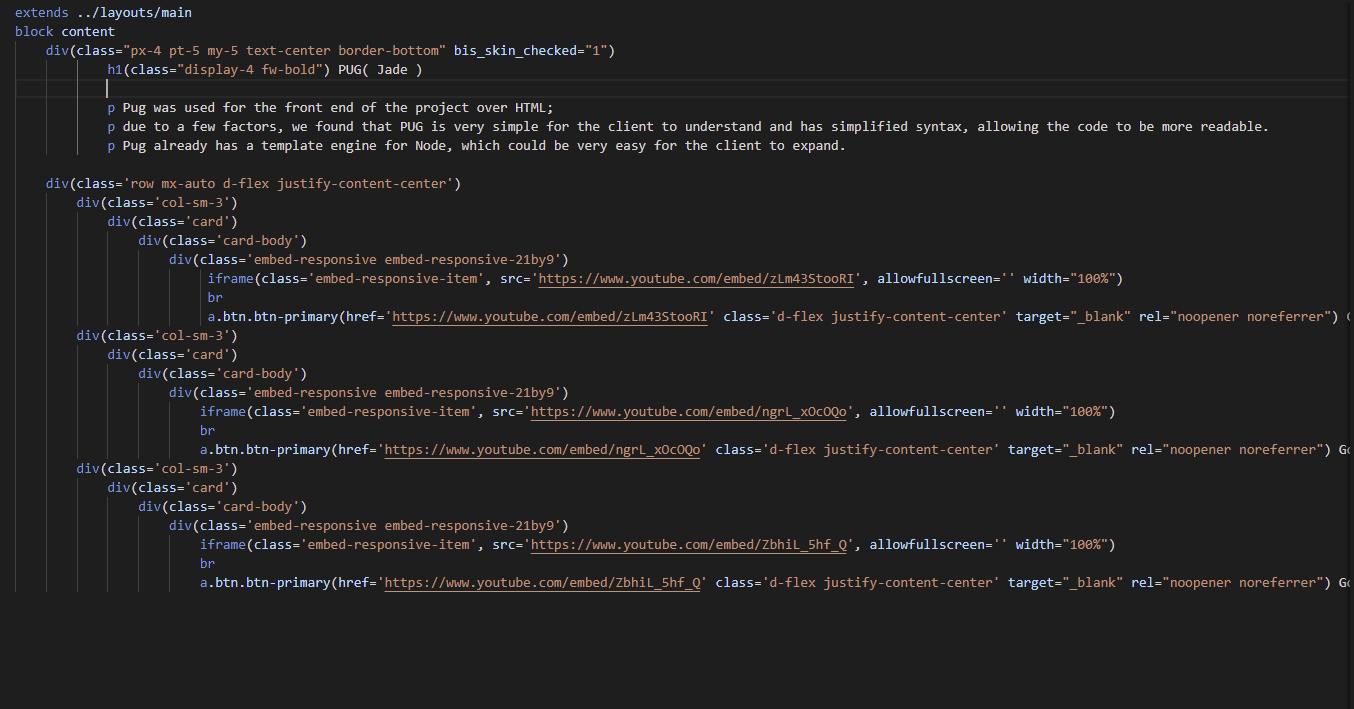 extends ../layouts/main
block content
div(class="px-4 pt-5 my-5 text-center border-bottom" bis_skin_checked="1")
h1(class="display-4 fw-bold") PUG( Jade )
p Pug was used for the front end of the project over HTML;
p due to a few factors, we found that PUG is very simple for the client to understand and has simplified syntax, allowing the code to be more readable.
p Pug already has a template engine for Node, which could be very easy for the client to expand.
div(class='row mx-auto d-flex justify-content-center')
div(class='col-sm-3')
div(class='card')
div(class='card-body')
div(class='embed-responsive embed-responsive-21by9')
iframe(class='embed-responsive-item', src='https://www.youtube.com/embed/zLm43StooRI', allowfullscreen='' width="100%")
br
a.btn.btn-primary(href='https://www.youtube.com/embed/zLm43StooRI' class='d-flex justify-content-center' target="_blank" rel="noopener noreferrer")
div(class='col-sm-3')
div(class='card')
div(class='card-body')
div(class='embed-responsive embed-responsive-21by9')
iframe(class='embed-responsive-item', src='https://www.youtube.com/embed/ngrL_xOcOQo', allowfullscreen='' width="100%")
br
a.btn.btn-primary(href='https://www.youtube.com/embed/ngrL_xOcOQo' class='d-flex justify-content-center' target="_blank" rel="noopener noreferrer") Go
div(class='col-sm-3')
div(class='card')
div(class='card-body')
div(class='embed-responsive embed-responsive-21by9')
iframe(class='embed-responsive-item', src='https://www.youtube.com/embed/ZbhiL_5hf_Q', allowfullscreen='' width="100%")
br
a.btn.btn-primary(href='https://www.youtube.com/embed/ZbhiL_5hf_Q' class='d-flex justify-content-center' target="_blank" rel="noopener noreferrer") Go